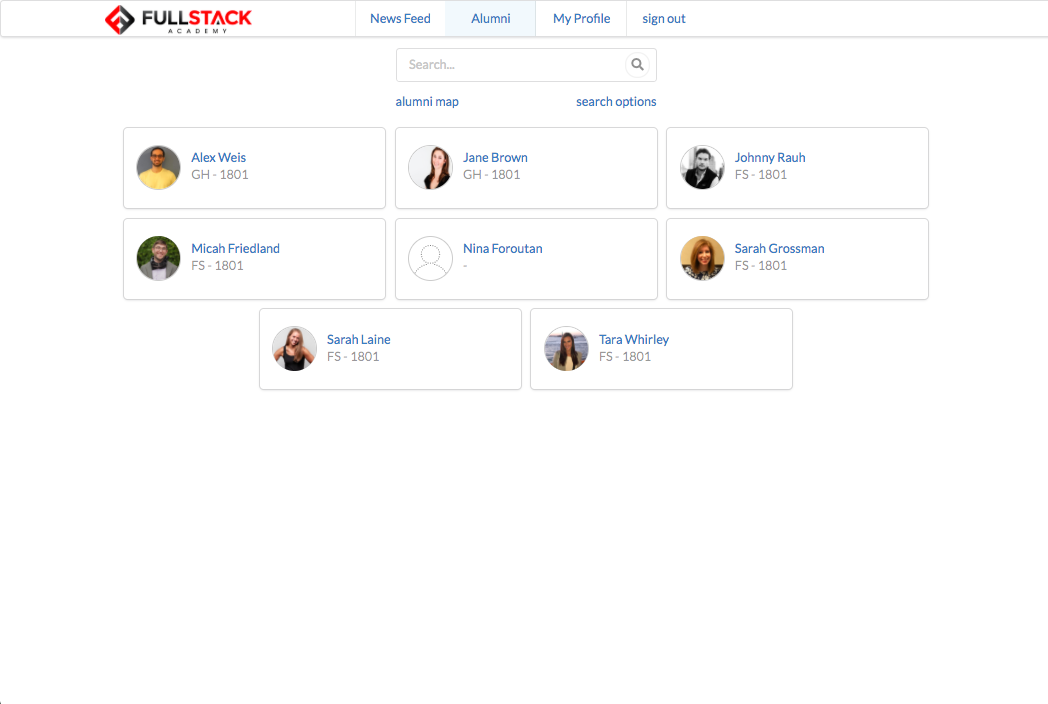 FULLSTACK
ACADEMY
News Feed
Alumni
My Profile
sign out
Search...
alumni map
search options
Alex Weis
GH - 1801
Jane Brown
GH - 1801
Johnny Rauh
FS - 1801
Micah Friedland
FS - 1801
Nina Foroutan
-
Sarah Grossman
FS - 1801
Sarah Laine
FS - 1801
Tara Whirley
FS - 1801